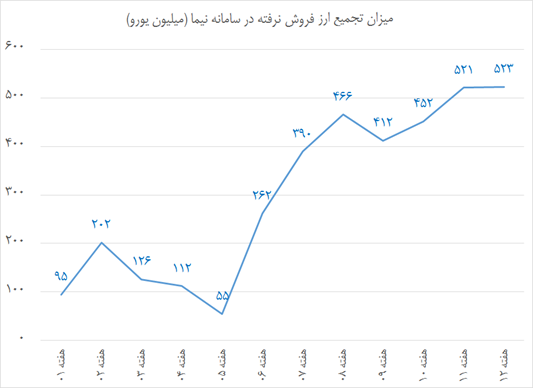 میزان تجمیع ارز فروش نرفته در سامانه نیما (میلیون یورو)
۶۰۰
۵۰۰
۴۰۰
۳۰۰
۲۰۰
۱۰۰
۰
۹۵
۲۰۲
۱۲۶
۱۱۲
۵۵
۲۶۲
۳۹۰
۴۶۶
۴۱۲
۴۵۲
۵۲۱
۵۲۳
هفته ۰۱
هفته ۰۲
هفته ۰۳
هفته ۰۴
هفته ۰۵
هفته ۰۶
هفته ۰۷
هفته ۰۸
هفته ۰۹
هفته ۱۰
هفته ۱۱
هفته ۱۲